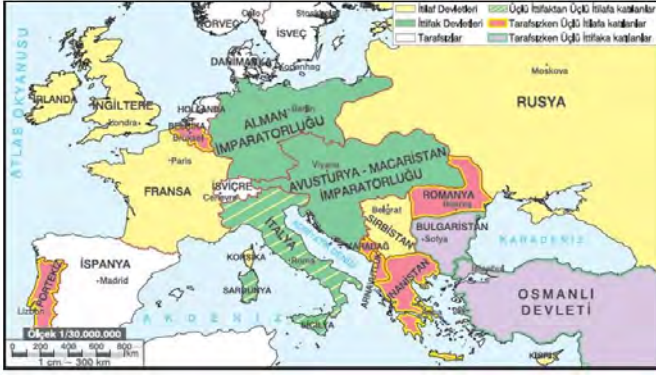 İtilaf Devletleri
Üçlü İttifaktan Üçlü İtilafa katılanlar
İttifak Devletleri
Tarafsızken Üçlü İtilafa katılanlar
Tarafsızlar
Tarafsızken Üçlü İttifaka katılanlar
NORVEÇ
Oslo
Stockholm
İSVEÇ
DANİMARKA
Kopenhag
Moskova
RUSYA
ATLAS OKYANUSU
İRLANDA
İNGİLTERE
Londra
HOLLANDA
BELÇİKA
Brüksel
Berlin
ALMAN
İMPARATORLUĞU
Paris
FRANSA
Viyana
AVUSTURYA - MACARİSTAN
İMPARATORLUĞU
İSVİÇRE
Cenevre
ROMANYA
Belgrat
SIRBİSTAN
BULGARİSTAN
Sofya
KARADENİZ
KARADAĞ
İTALYA
Roma
KORSİKA
SARDUNYA
SİCİLYA
İSPANYA
Madrid
PORTEKİZ
Lizbon
ARNAVUTLUK
YUNANİSTAN
İstanbul
OSMANLI
DEVLETİ
AKDENİZ
KIBRIS
Ölçek 1/30.000.000
0 200 400 600 800
km
1 cm ~ 300 km